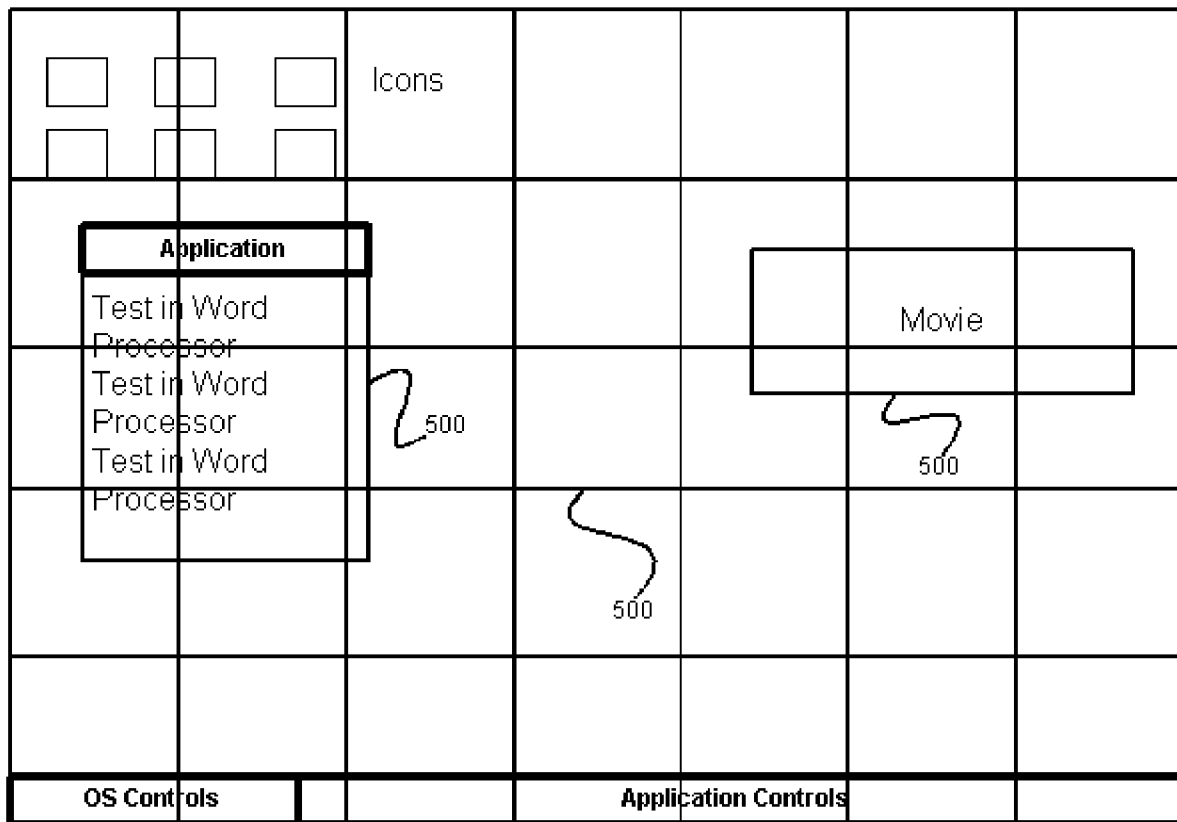 Icons
Application
Test in Word
Processor
Test in Word
Processor
Test in Word
Processor
Movie
500
500
500
OS Controls
Application Controls